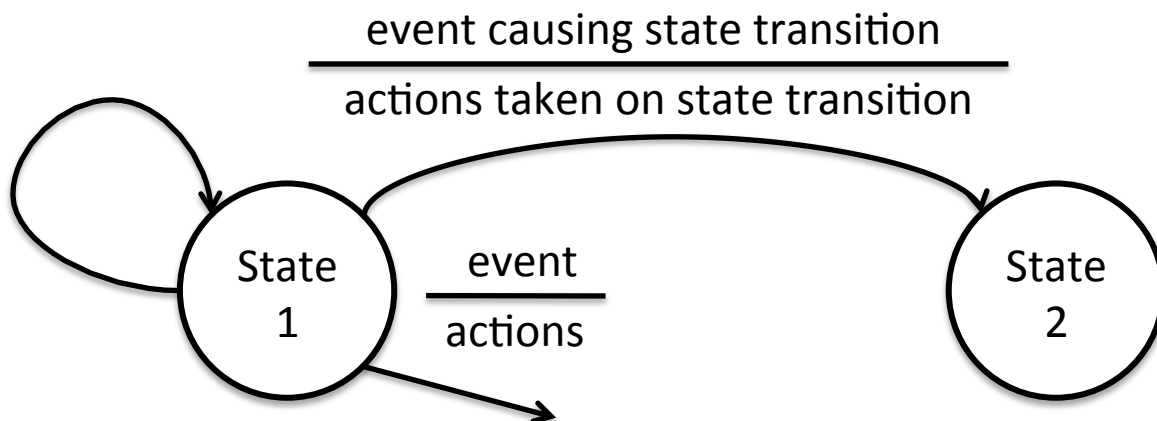 event causing state transition
actions taken on state transition
State
1
event
actions
State
2